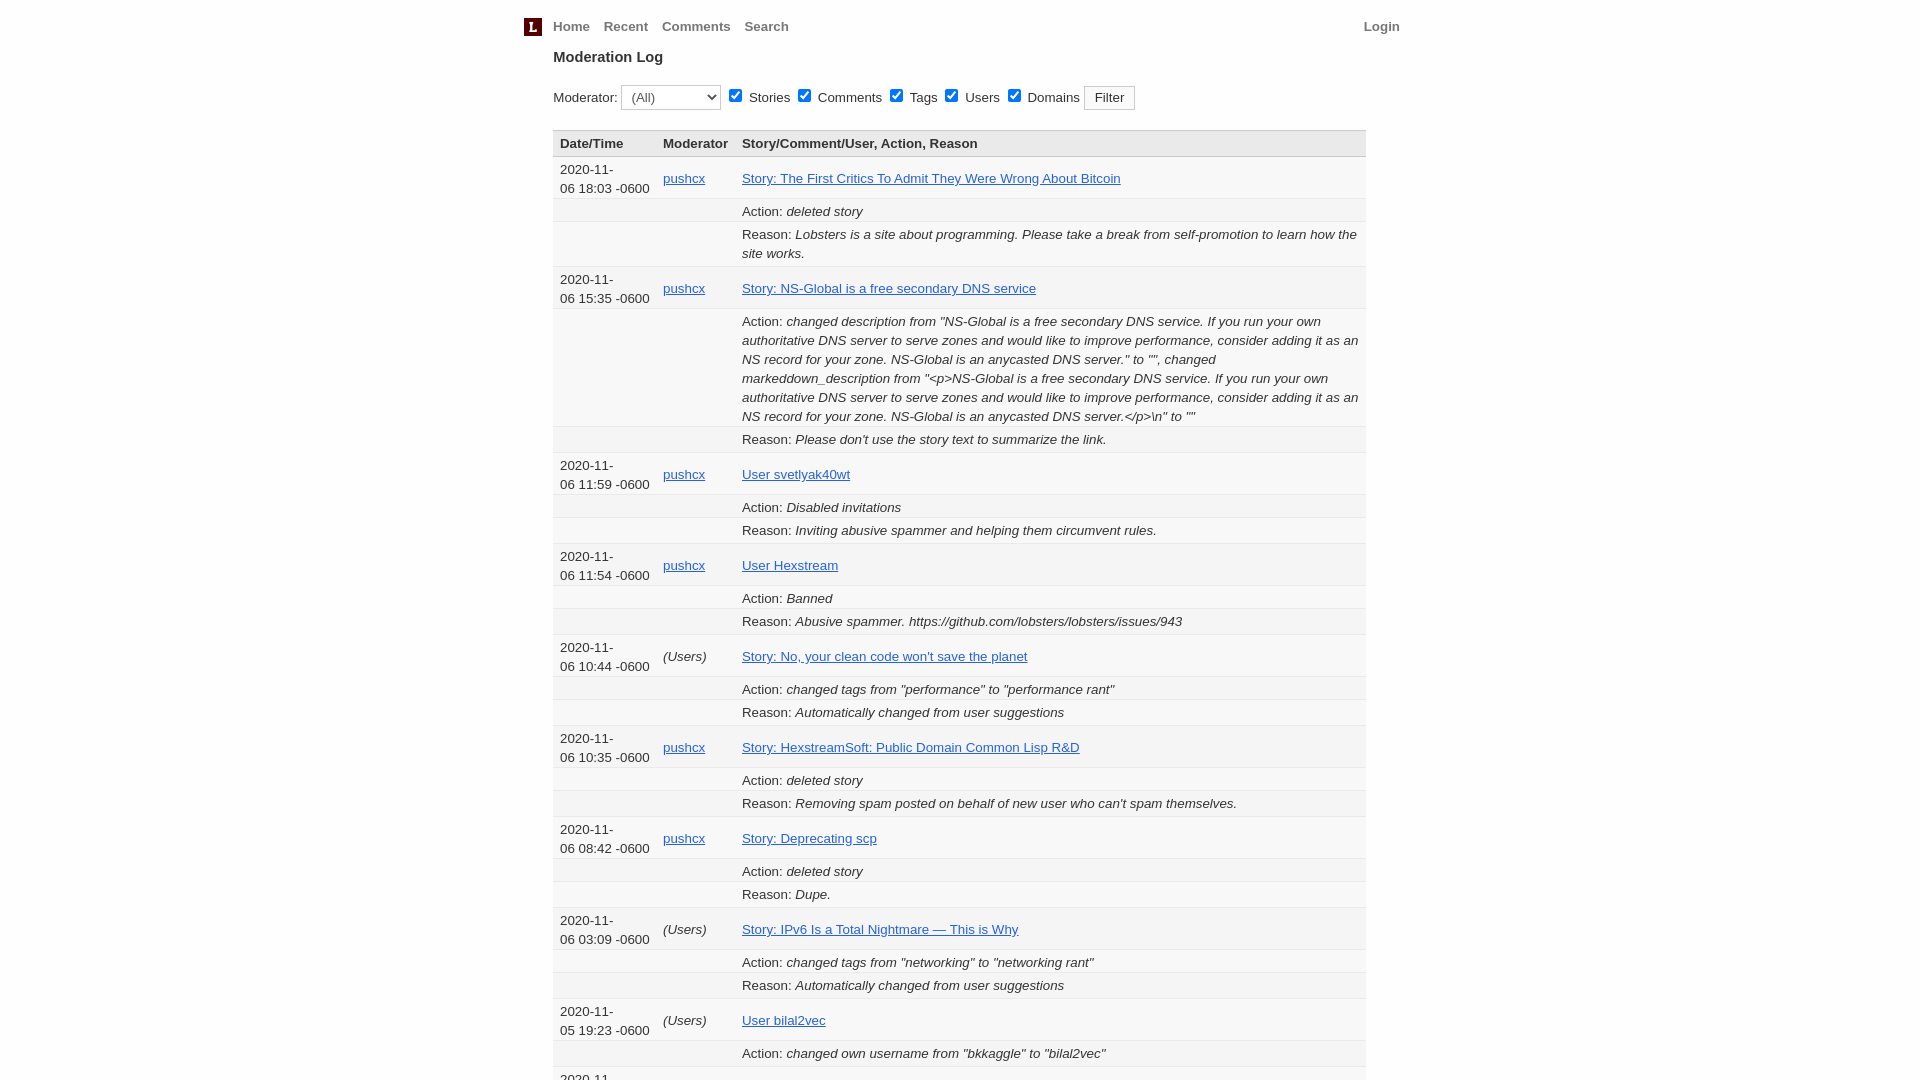 L Home Recent Comments Search Login
Moderation Log
Moderator: (All) Stories Comments Tags Users Domains Filter
Date/Time Moderator Story/Comment/User, Action, Reason
2020-11-
06 18:03 -0600 pushcx Story: The First Critics To Admit They Were Wrong About Bitcoin
Action: deleted story
Reason: Lobsters is a site about programming. Please take a break from self-promotion to learn how the
site works.
2020-11-
06 15:35 -0600 pushcx Story: NS-Global is a free secondary DNS service
Action: changed description from "NS-Global is a free secondary DNS service. If you run your own
authoritative DNS server to serve zones and would like to improve performance, consider adding it as an
NS record for your zone. NS-Global is an anycasted DNS server." to "", changed
markeddown_description from "<p>NS-Global is a free secondary DNS service. If you run your own
authoritative DNS server to serve zones and would like to improve performance, consider adding it as an
NS record for your zone. NS-Global is an anycasted DNS server.</p>\n" to ""
Reason: Please don't use the story text to summarize the link.
2020-11-
06 11:59 -0600 pushcx User svetlyak40wt
Action: Disabled invitations
Reason: Inviting abusive spammer and helping them circumvent rules.
2020-11-
06 11:54 -0600 pushcx User Hexstream
Action: Banned
Reason: Abusive spammer. https://github.com/lobsters/lobsters/issues/943
2020-11-
06 10:44 -0600 (Users) Story: No, your clean code won't save the planet
Action: changed tags from "performance" to "performance rant"
Reason: Automatically changed from user suggestions
2020-11-
06 10:35 -0600 pushcx Story: HexstreamSoft: Public Domain Common Lisp R&D
Action: deleted story
Reason: Removing spam posted on behalf of new user who can't spam themselves.
2020-11-
06 08:42 -0600 pushcx Story: Deprecating scp
Action: deleted story
Reason: Dupe.
2020-11-
06 03:09 -0600 (Users) Story: IPv6 Is a Total Nightmare — This is Why
Action: changed tags from "networking" to "networking rant"
Reason: Automatically changed from user suggestions
2020-11-
05 19:23 -0600 (Users) User bilal2vec
Action: changed own username from "bkkaggle" to "bilal2vec"
2020-11-